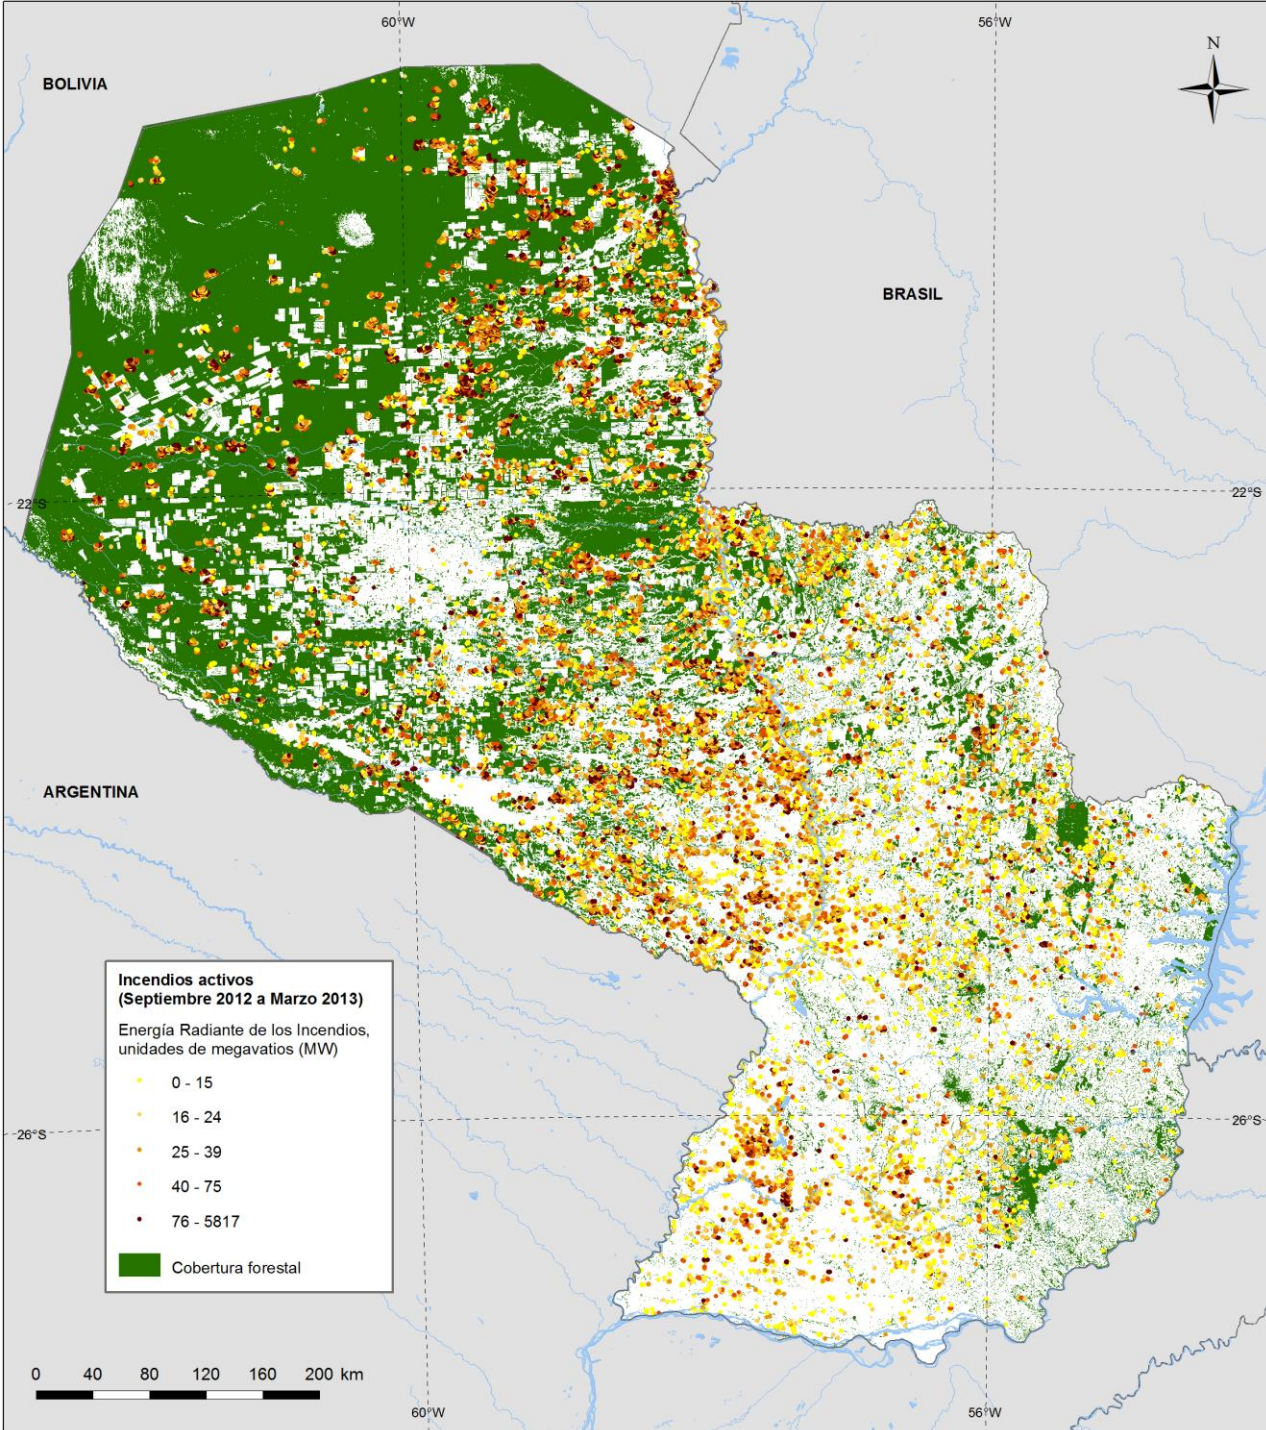 60°W 56°W
N
BOLIVIA
BRASIL
22°S 22°S
ARGENTINA
Incendios activos
(Septiembre 2012 a Marzo 2013)
Energía Radiante de los Incendios,
unidades de megavatios (MW)
0 - 15
16 - 24
25 - 39
40 - 75
76 - 5817
Cobertura forestal
26°S 26°S
0 40 80 120 160 200 km
60°W 56°W